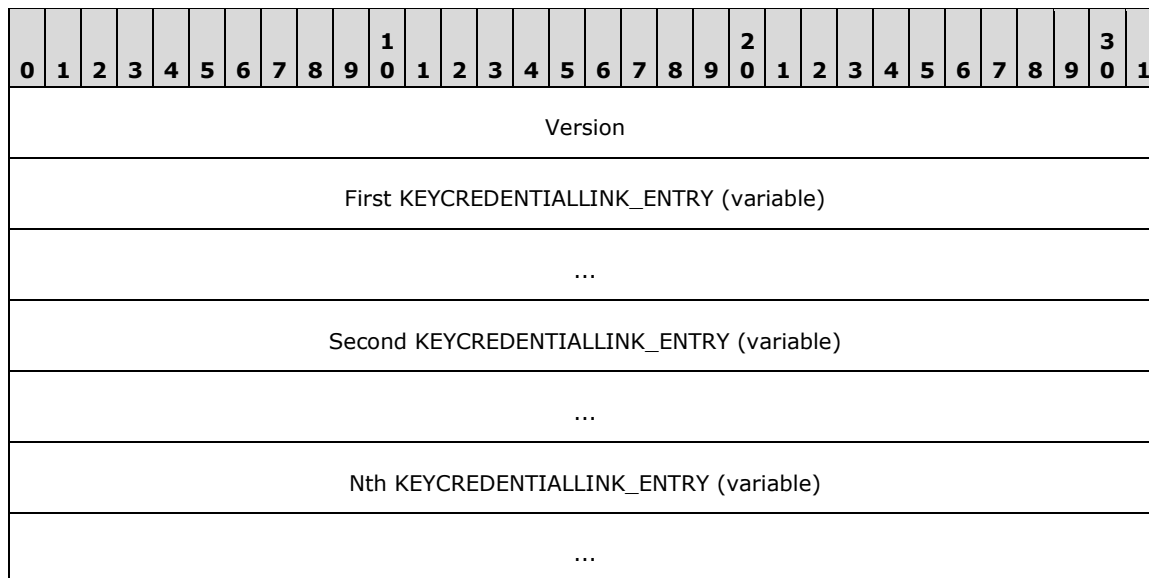 1 2 3
0 1 2 3 4 5 6 7 8 9 0 1 2 3 4 5 6 7 8 9 0 1 2 3 4 5 6 7 8 9 0 1
Version
First KEYCREDENTIALLINK_ENTRY (variable)
...
Second KEYCREDENTIALLINK_ENTRY (variable)
...
Nth KEYCREDENTIALLINK_ENTRY (variable)
...